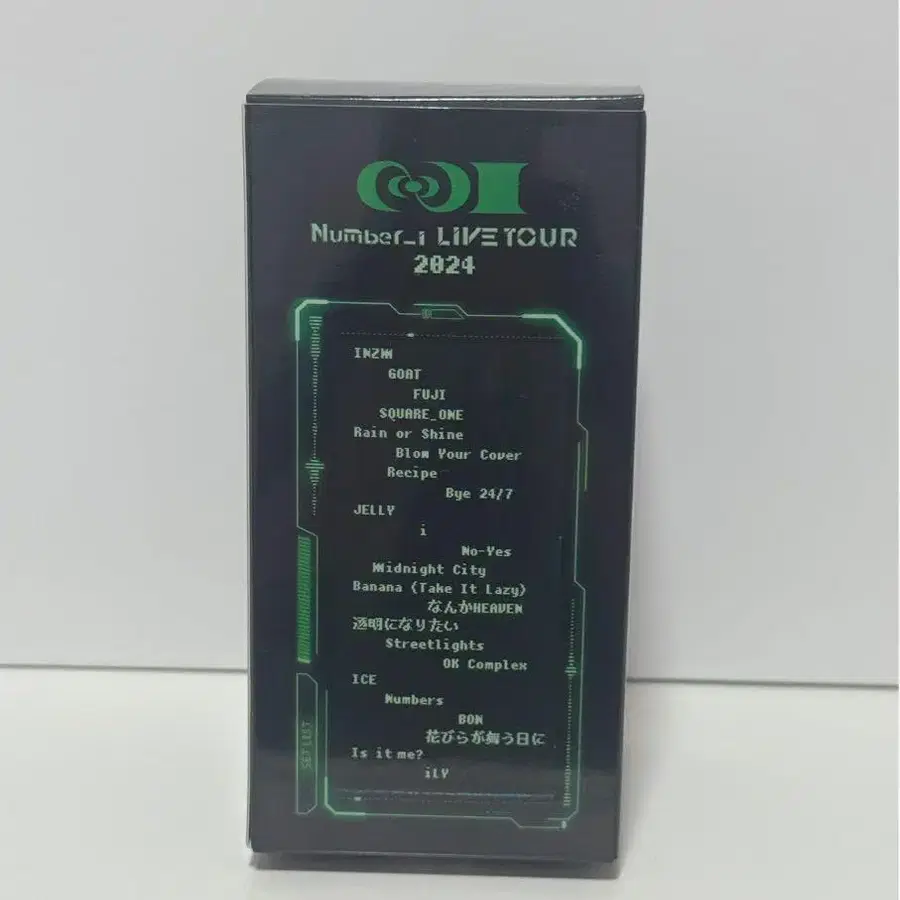 Number_i LIVE TOUR
2024
INZM
GOAT
FUJI
SQUARE_ONE
Rain or Shine
Blow Your Cover
Recipe
Bye 24/7
JELLY
i
No-Yes
Midnight City
Banana (Take It Lazy)
なんかHEAVEN
透明になりたい
Streetlights
OK Complex
ICE
Numbers
BON
花びらが舞う日に
Is it me?
iLY
SET LIST